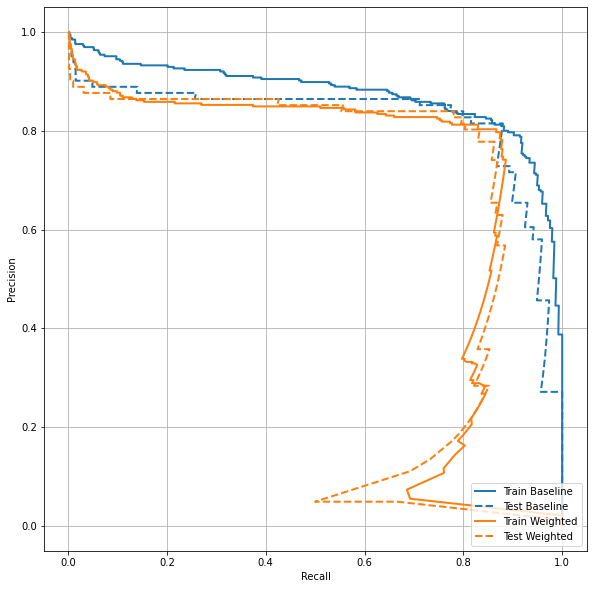 1.0
0.8
0.6
0.4
0.2
0.0
Precision
0.0 0.2 0.4 0.6 0.8 1.0
Recall
Train Baseline
Test Baseline
Train Weighted
Test Weighted